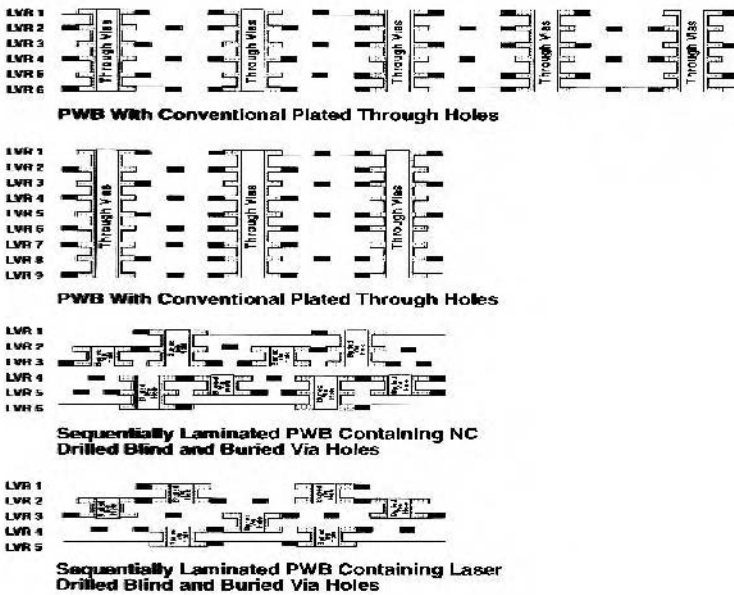 LYR 1
LYR 2
LYR 3
LYR 4
LYR 5
LYR 6
Through Vias
Through Vias
Through Vias
Through Vias
Through Vias
PWB With Conventional Plated Through Holes
LYR 1
LYR 2
LYR 3
LYR 4
LYR 5
LYR 6
LYR 7
LYR 8
LYR 9
Through Vias
Through Vias
Through Vias
PWB With Conventional Plated Through Holes
LYR 1
LYR 2
LYR 3
LYR 4
LYR 5
LYR 6
Sequentially Laminated PWB Containing NC
Drilled Blind and Buried Via Holes
LYR 1
LYR 2
LYR 3
LYR 4
LYR 5
Sequentially Laminated PWB Containing Laser
Drilled Blind and Buried Via Holes